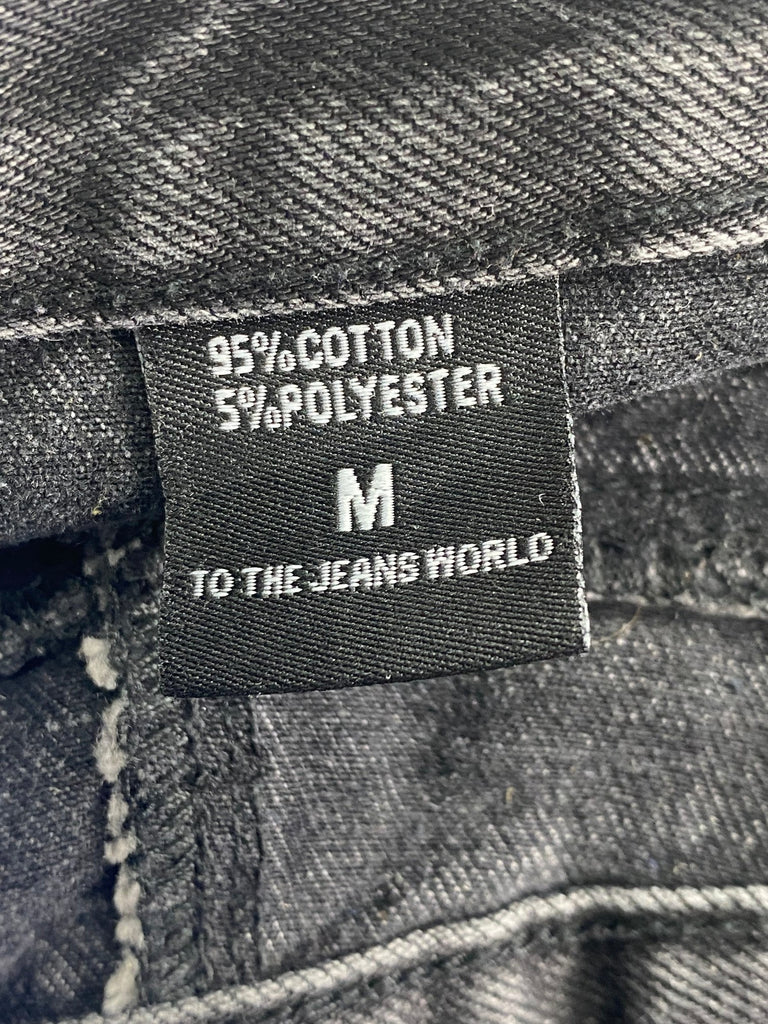 95%COTTON
5%POLYESTER
M
TO THE JEANS WORLD